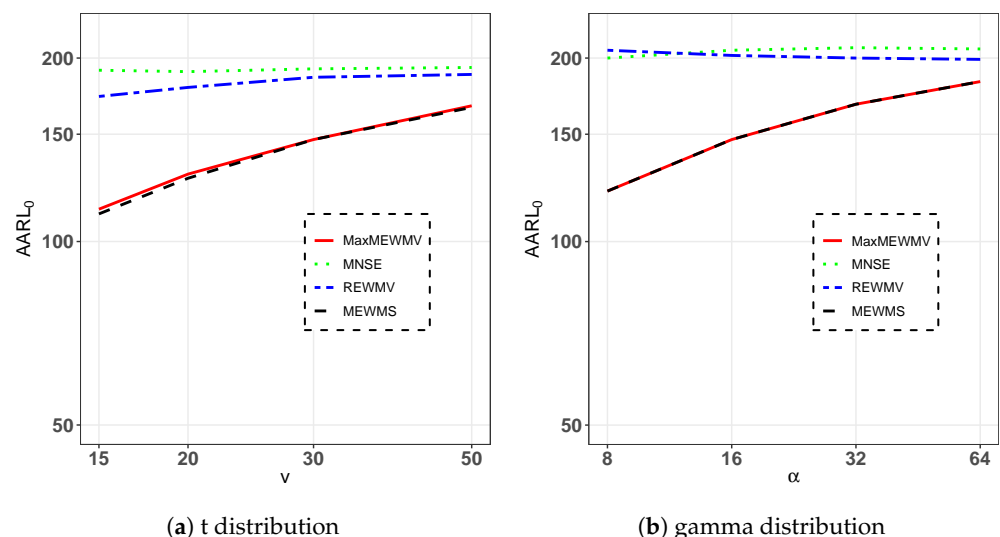 200
150
100
50
AARL₀
MaxMEWMV
MNSE
REWMV
MEWMS
15 20 30 50
v
(a) t distribution
200
150
100
50
AARL₀
MaxMEWMV
MNSE
REWMV
MEWMS
8 16 32 64
α
(b) gamma distribution